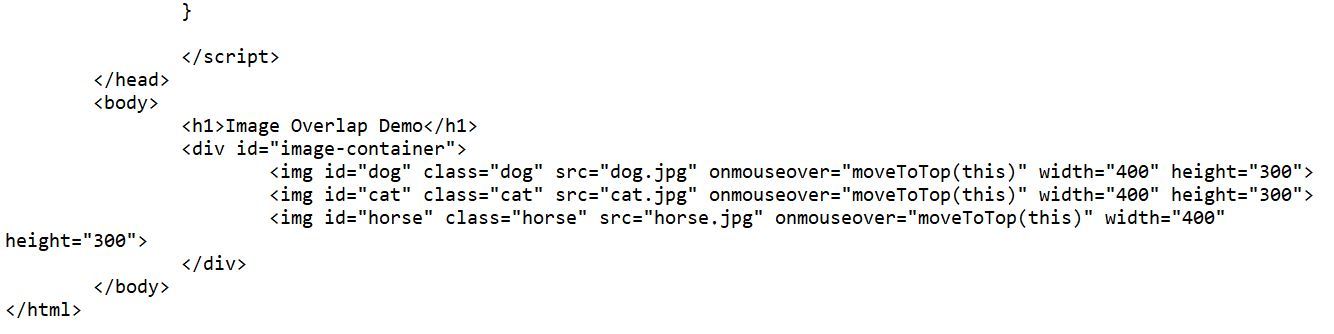 }
</script>
</head>
<body>
<h1>Image Overlap Demo</h1>
<div id="image-container">
<img id="dog" class="dog" src="dog.jpg" onmouseover="moveToTop(this)" width="400" height="300">
<img id="cat" class="cat" src="cat.jpg" onmouseover="moveToTop(this)" width="400" height="300">
<img id="horse" class="horse" src="horse.jpg" onmouseover="moveToTop(this)" width="400"
height="300">
</div>
</body>
</html>